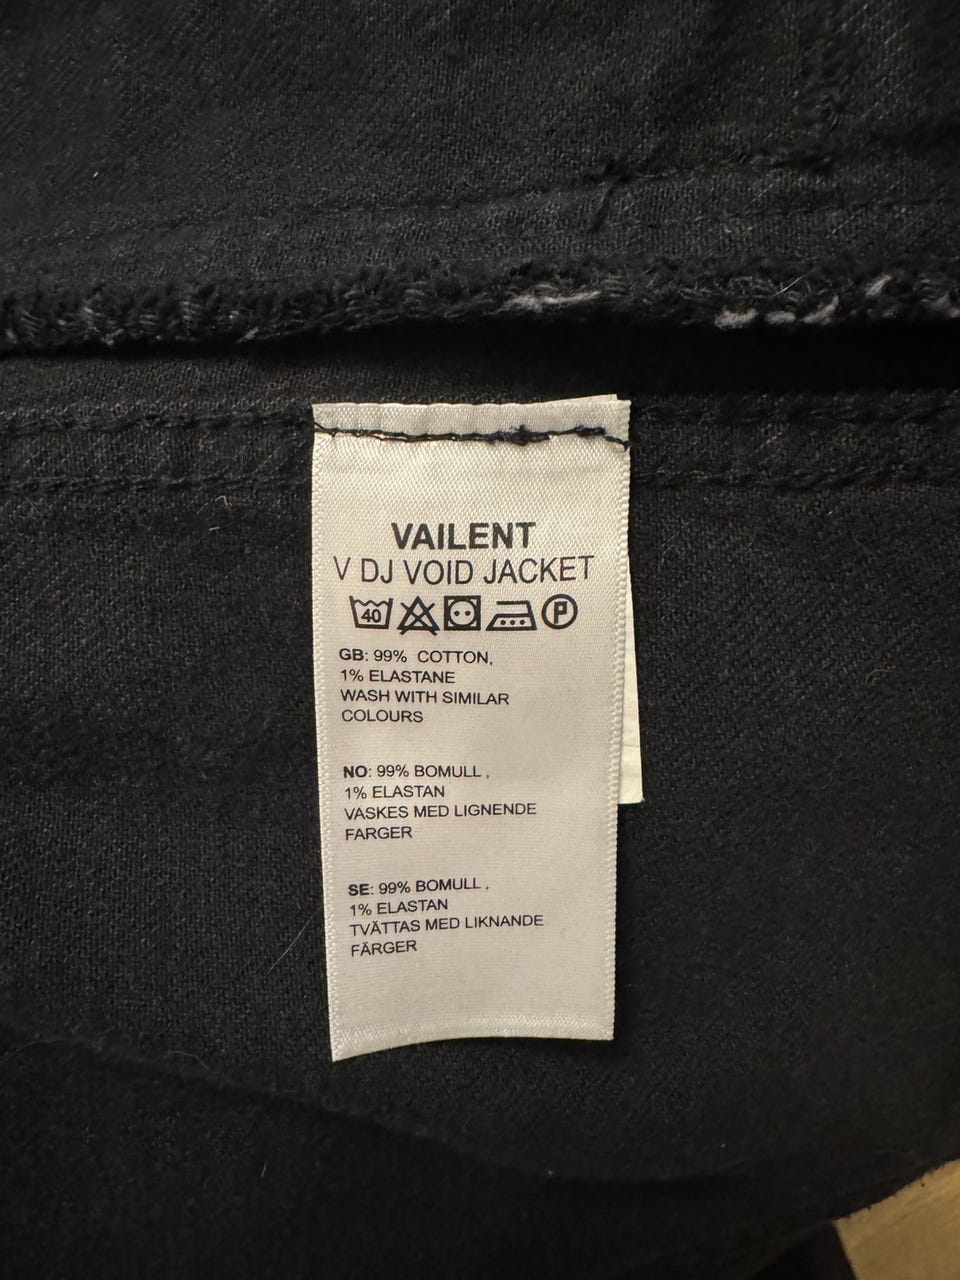 VAILENT
V DJ VOID JACKET
40 P
GB: 99% COTTON,
1% ELASTANE
WASH WITH SIMILAR
COLOURS
NO: 99% BOMULL ,
1% ELASTAN
VASKES MED LIGNENDE
FARGER
SE: 99% BOMULL ,
1% ELASTAN
TVÄTTAS MED LIKNANDE
FÄRGER